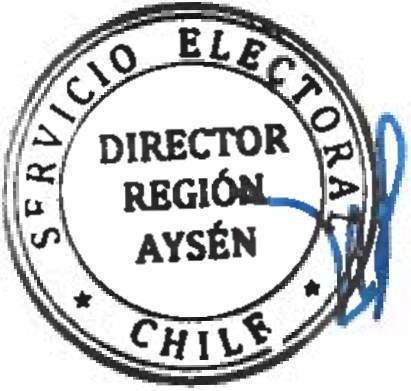 SERVICIO ELECTORAL
DIRECTOR
REGIÓN
AYSÉN
★ CHILE ★